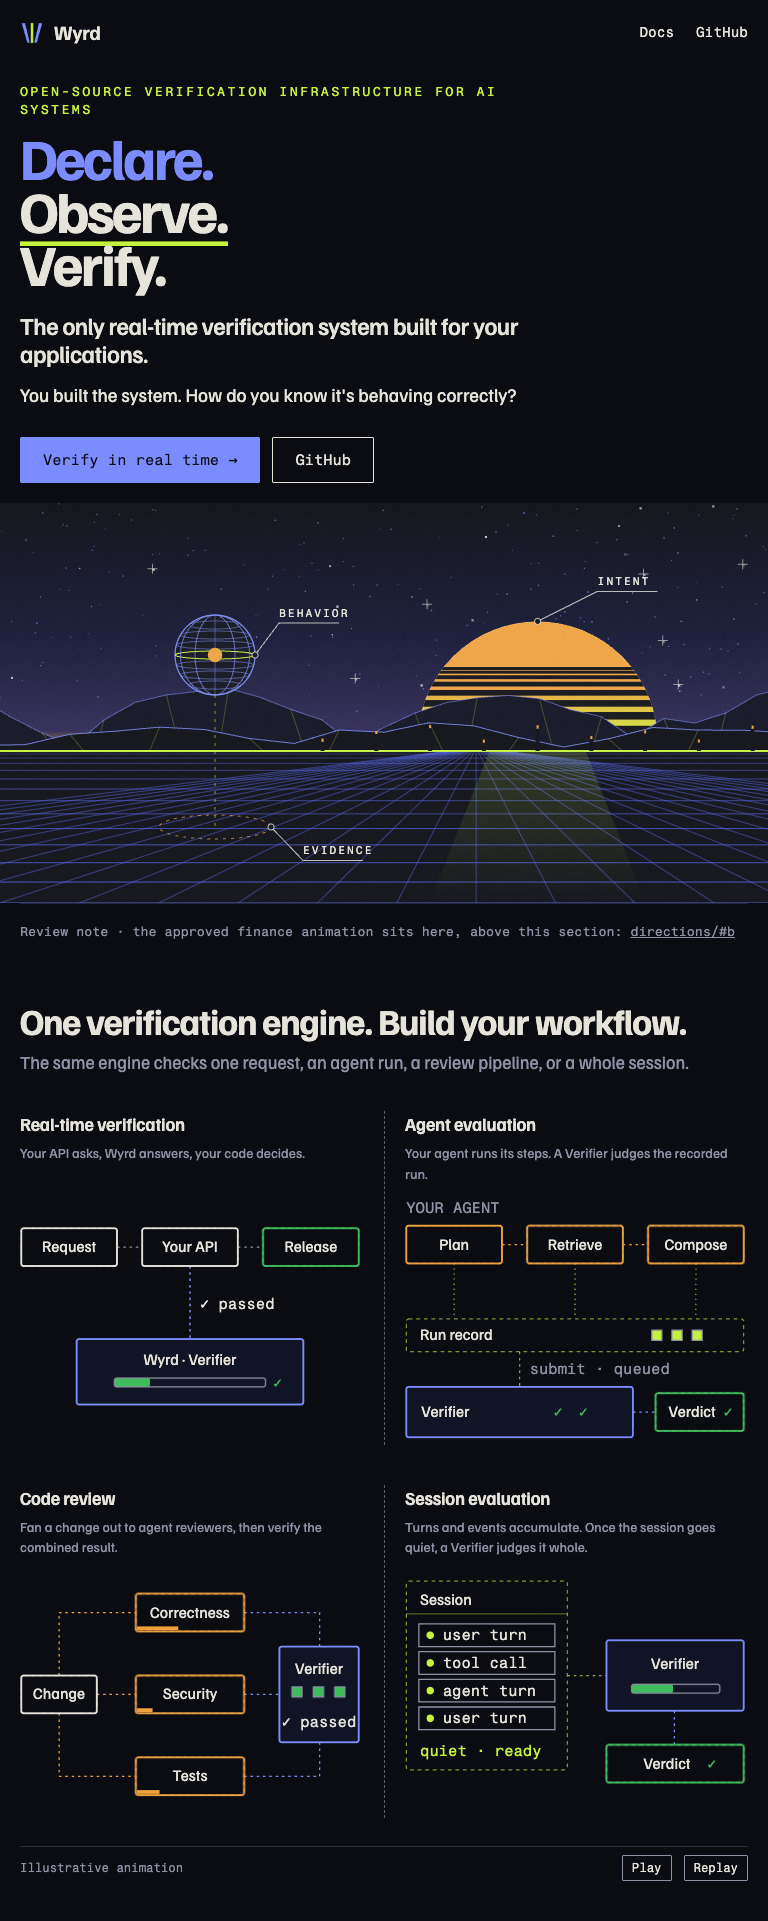 Wyrd
Docs GitHub
OPEN-SOURCE VERIFICATION INFRASTRUCTURE FOR AI
SYSTEMS
Declare.
Observe.
Verify.
The only real-time verification system built for your
applications.
You built the system. How do you know it's behaving correctly?
Verify in real time →
GitHub
INTENT
BEHAVIOR
EVIDENCE
Review note · the approved finance animation sits here, above this section: directions/#b
One verification engine. Build your workflow.
The same engine checks one request, an agent run, a review pipeline, or a whole session.
Real-time verification
Your API asks, Wyrd answers, your code decides.
Request
Your API
Release
✓ passed
Wyrd · Verifier
✓
Agent evaluation
Your agent runs its steps. A Verifier judges the recorded
run.
YOUR AGENT
Plan
Retrieve
Compose
Run record
submit · queued
Verifier ✓ ✓
Verdict ✓
Code review
Fan a change out to agent reviewers, then verify the
combined result.
Correctness
Change
Security
Tests
Verifier
✓ passed
Session evaluation
Turns and events accumulate. Once the session goes
quiet, a Verifier judges it whole.
Session
user turn
tool call
agent turn
user turn
quiet · ready
Verifier
Verdict ✓
Illustrative animation
Play
Replay